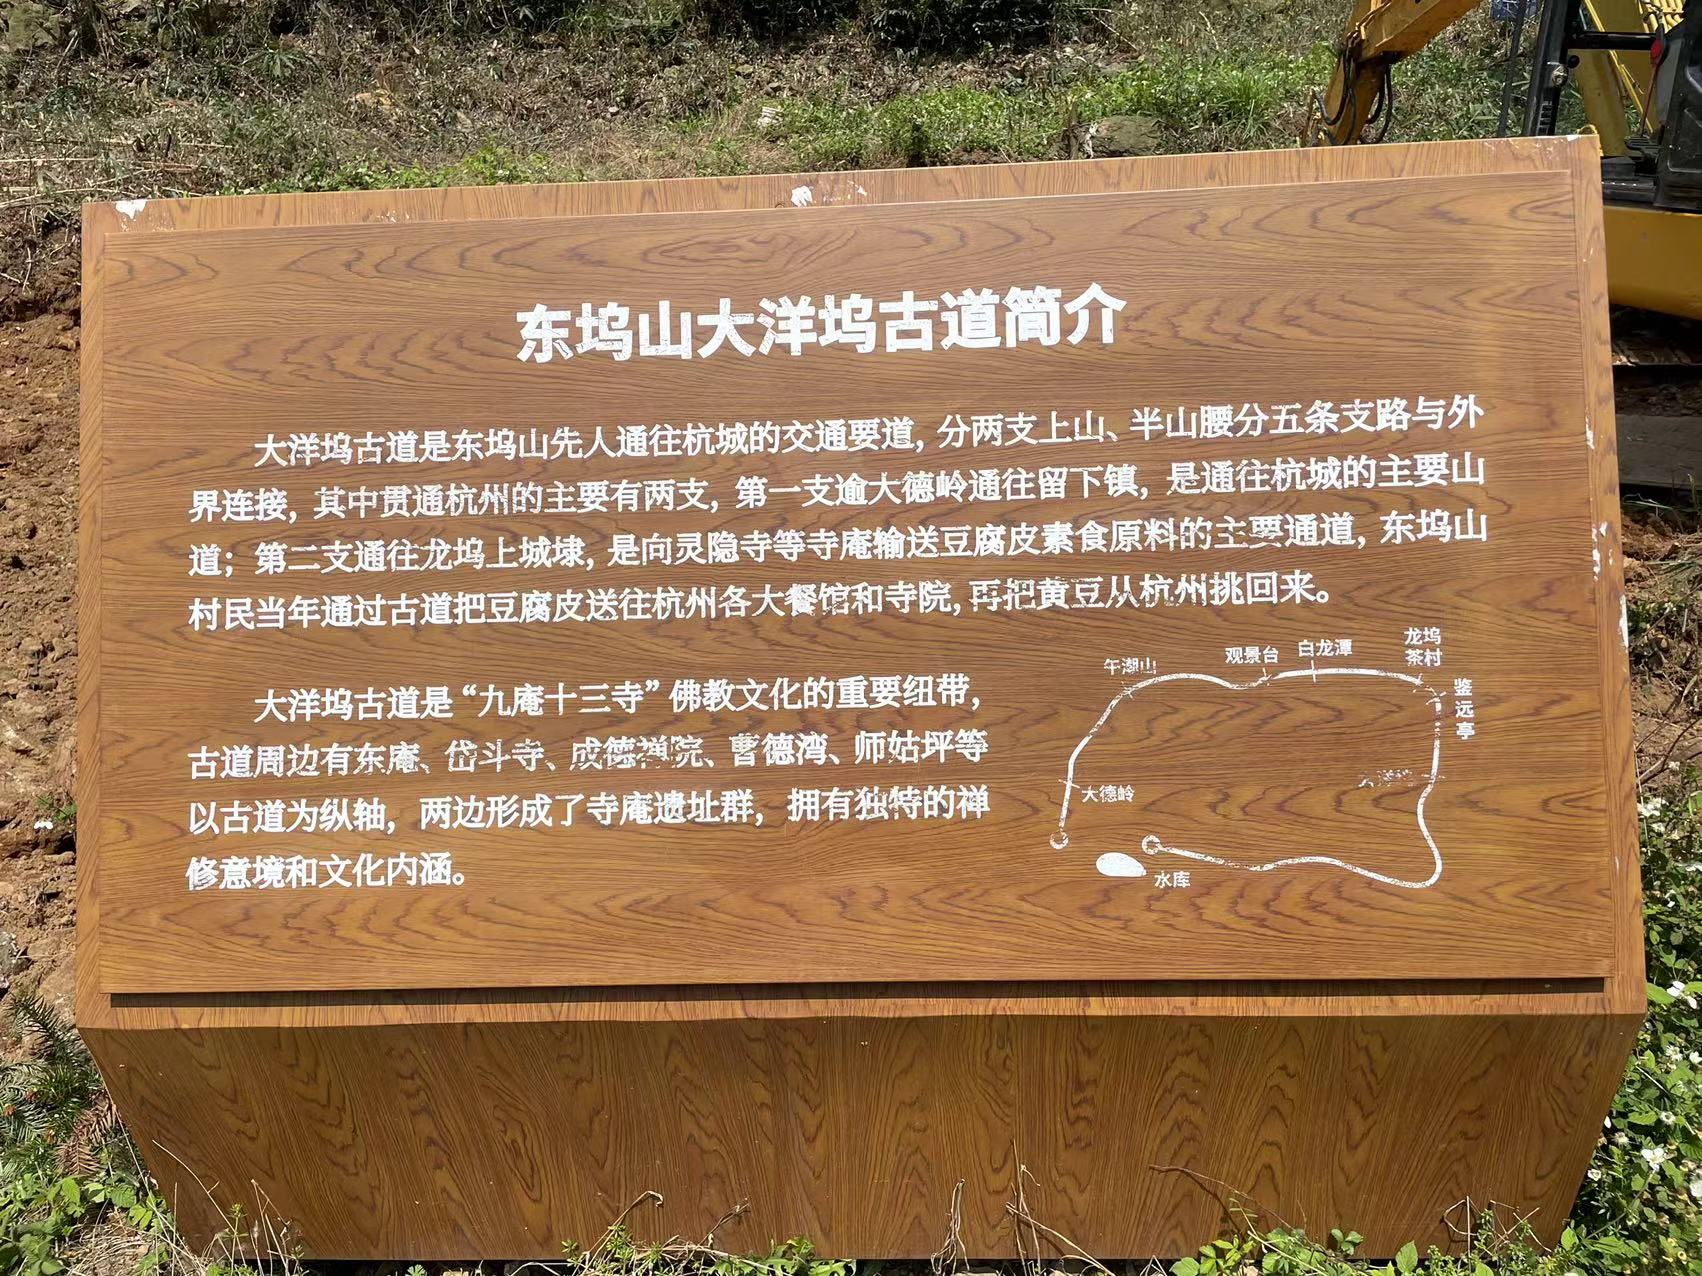 东坞山大洋坞古道简介
大洋坞古道是东坞山先人通往杭城的交通要道，分两支上山、半山腰分五条支路与外
界连接，其中贯通杭州的主要有两支，第一支逾大德岭通往留下镇，是通往杭城的主要山
道；第二支通往龙坞上城埭，是向灵隐寺等寺庵输送豆腐皮素食原料的主要通道，东坞山
村民当年通过古道把豆腐皮送往杭州各大餐馆和寺院，再把黄豆从杭州挑回来。
大洋坞古道是“九庵十三寺”佛教文化的重要纽带，
古道周边有东庵、岱斗寺、成德禅院、曹德湾、师姑坪等
以古道为纵轴，两边形成了寺庵遗址群，拥有独特的禅
修意境和文化内涵。
午潮山
观景台
白龙潭
龙坞
茶村
鉴远亭
大德岭
水库